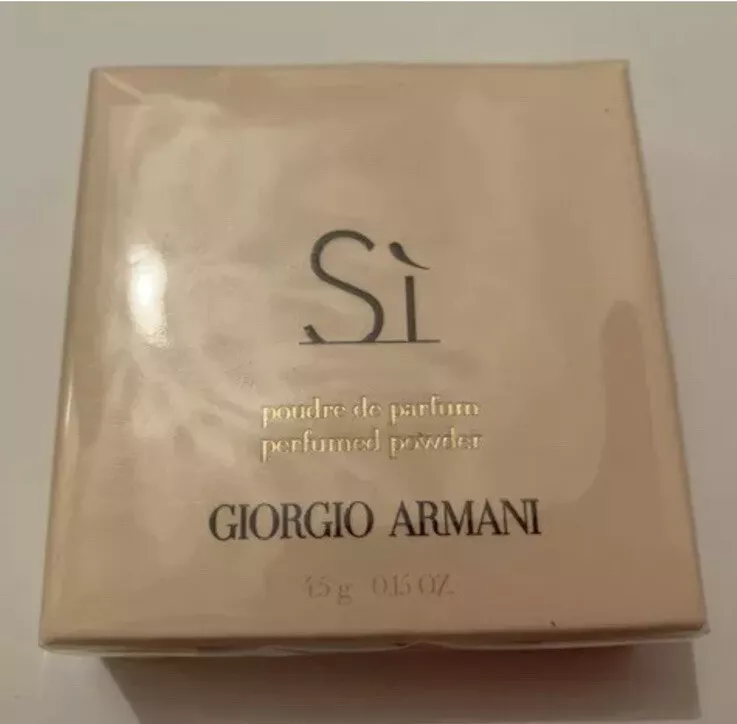 Sì
poudre de parfum
perfumed powder
GIORGIO ARMANI
4.5 g 0.15 OZ.